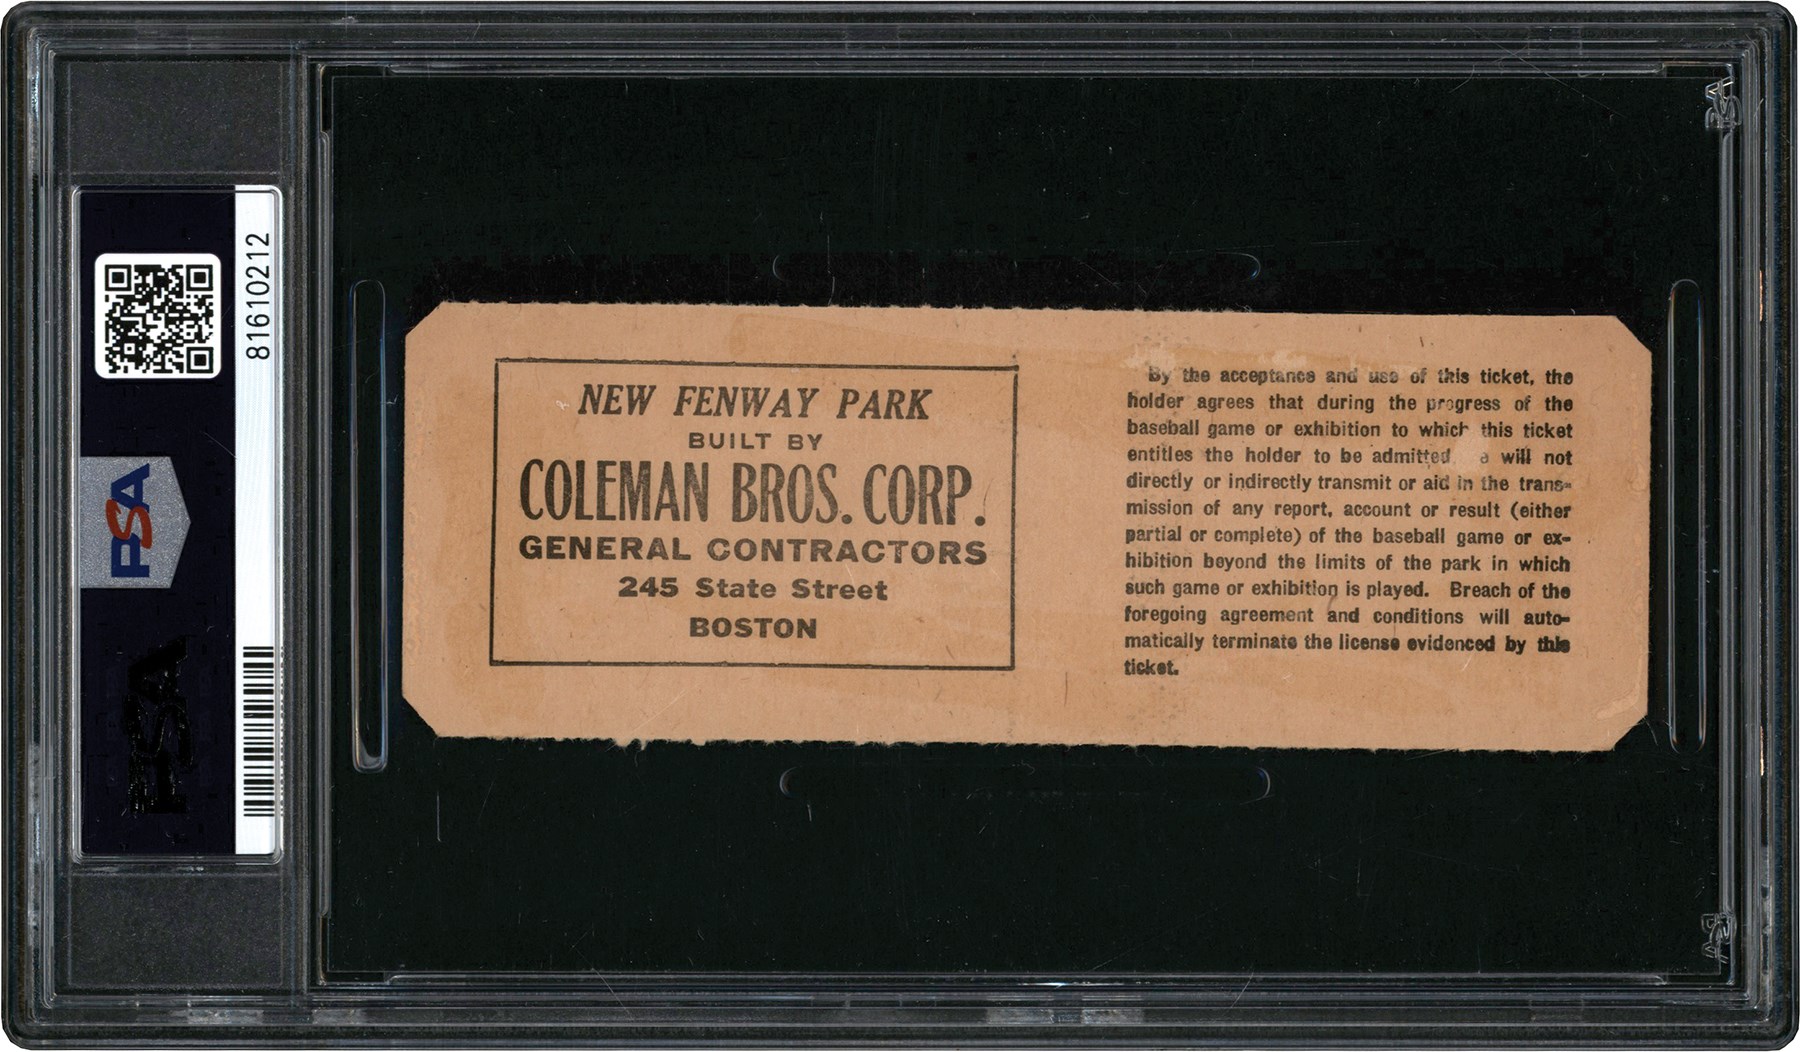 81610212
PSA
NEW FENWAY PARK
BUILT BY
COLEMAN BROS. CORP.
GENERAL CONTRACTORS
245 State Street
BOSTON
By the acceptance and use of this ticket, the
holder agrees that during the progress of the
baseball game or exhibition to which this ticket
entitles the holder to be admitted will not
directly or indirectly transmit or aid in the trans-
mission of any report, account or result (either
partial or complete) of the baseball game or ex-
hibition beyond the limits of the park in which
such game or exhibition is played. Breach of the
foregoing agreement and conditions will auto-
matically terminate the license evidenced by this
ticket.
PSA
PSA
PSA